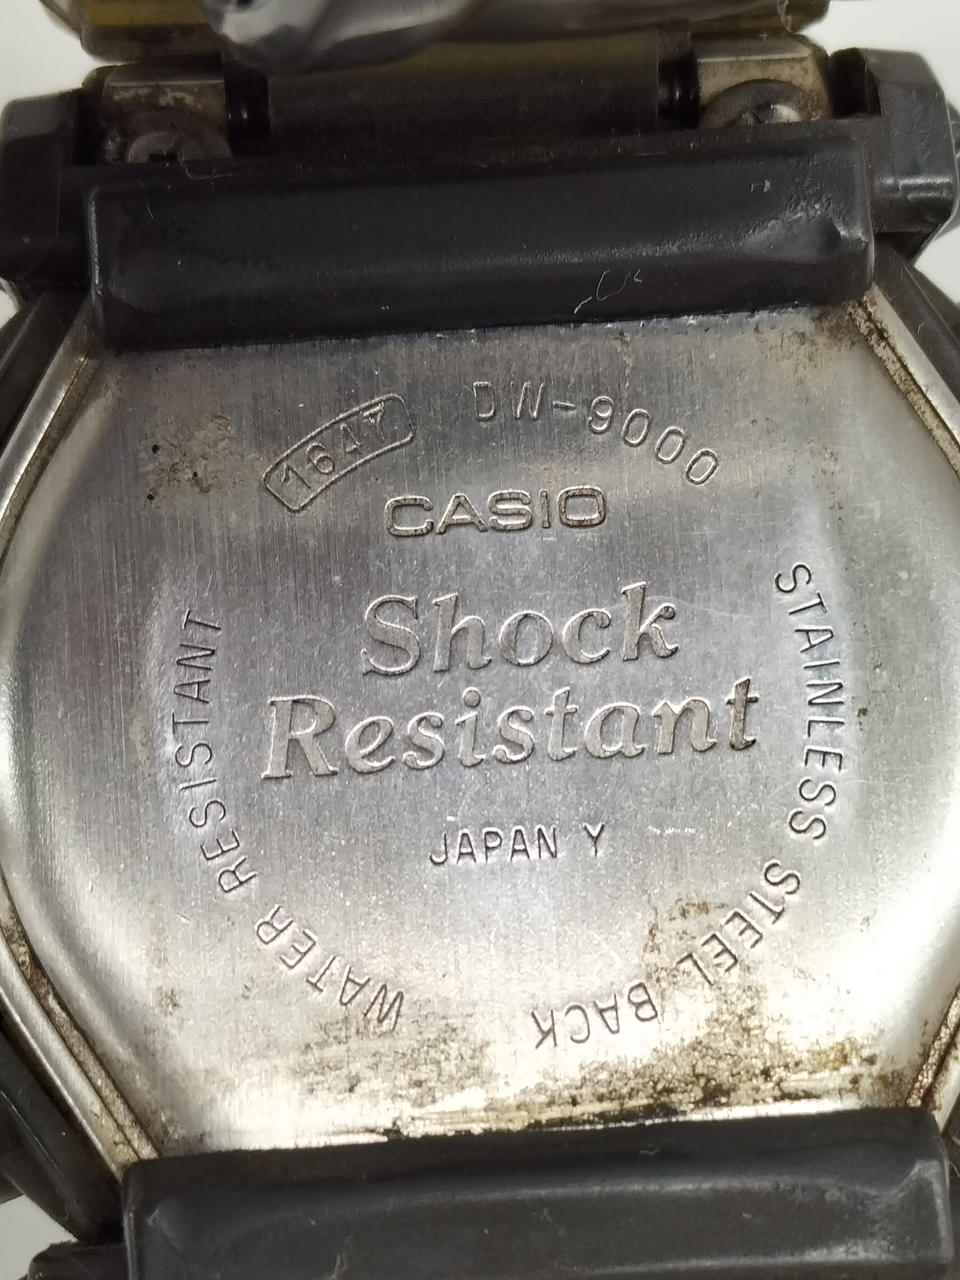 1647 DW-9000
CASIO
Shock
Resistant
JAPAN Y
WATER RESISTANT
STAINLESS STEEL BACK